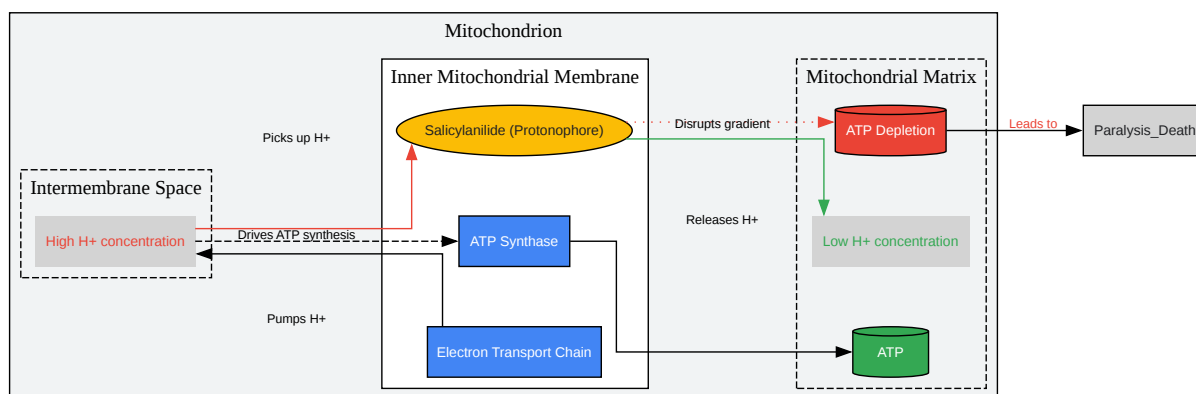 Mitochondrion
Inner Mitochondrial Membrane
Mitochondrial Matrix
Salicylanilide (Protonophore)
Disrupts gradient
ATP Depletion
Leads to
Paralysis_Death
Picks up H+
Intermembrane Space
High H+ concentration
Drives ATP synthesis
ATP Synthase
Releases H+
Low H+ concentration
Pumps H+
Electron Transport Chain
ATP